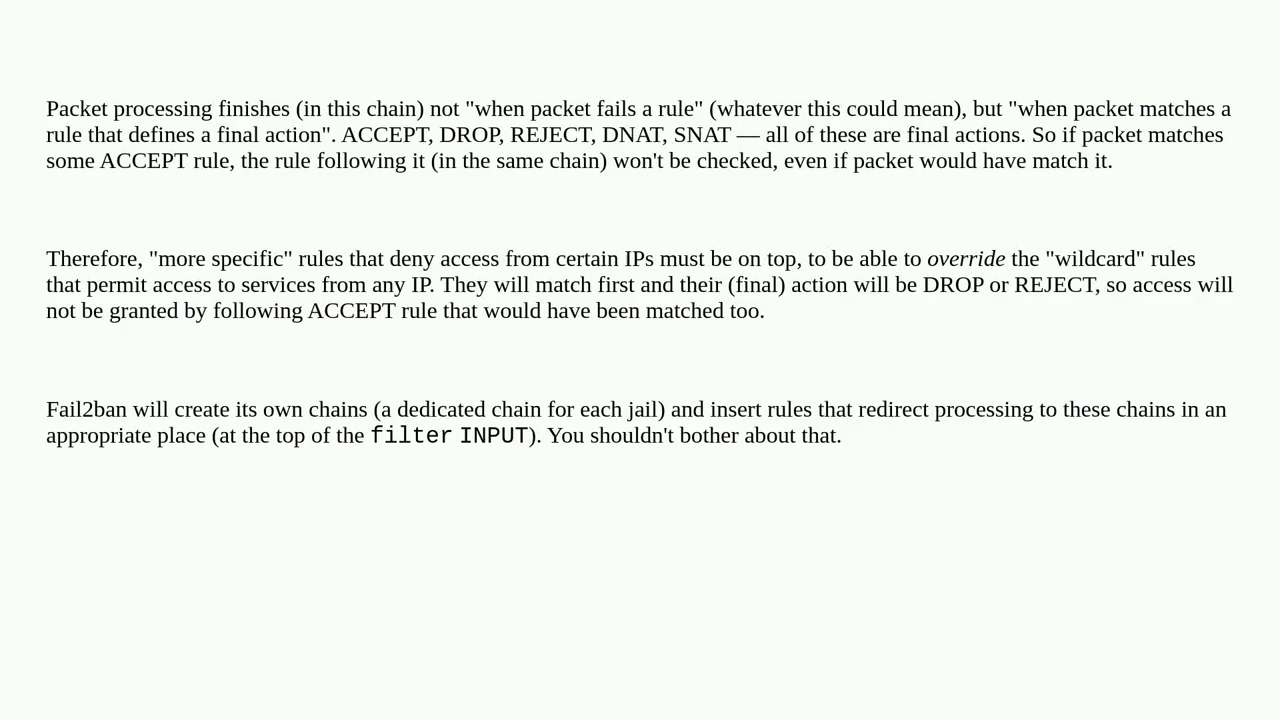 Packet processing finishes (in this chain) not "when packet fails a rule" (whatever this could mean), but "when packet matches a
rule that defines a final action". ACCEPT, DROP, REJECT, DNAT, SNAT — all of these are final actions. So if packet matches
some ACCEPT rule, the rule following it (in the same chain) won't be checked, even if packet would have match it.
Therefore, "more specific" rules that deny access from certain IPs must be on top, to be able to override the "wildcard" rules
that permit access to services from any IP. They will match first and their (final) action will be DROP or REJECT, so access will
not be granted by following ACCEPT rule that would have been matched too.
Fail2ban will create its own chains (a dedicated chain for each jail) and insert rules that redirect processing to these chains in an
appropriate place (at the top of the filter INPUT). You shouldn't bother about that.